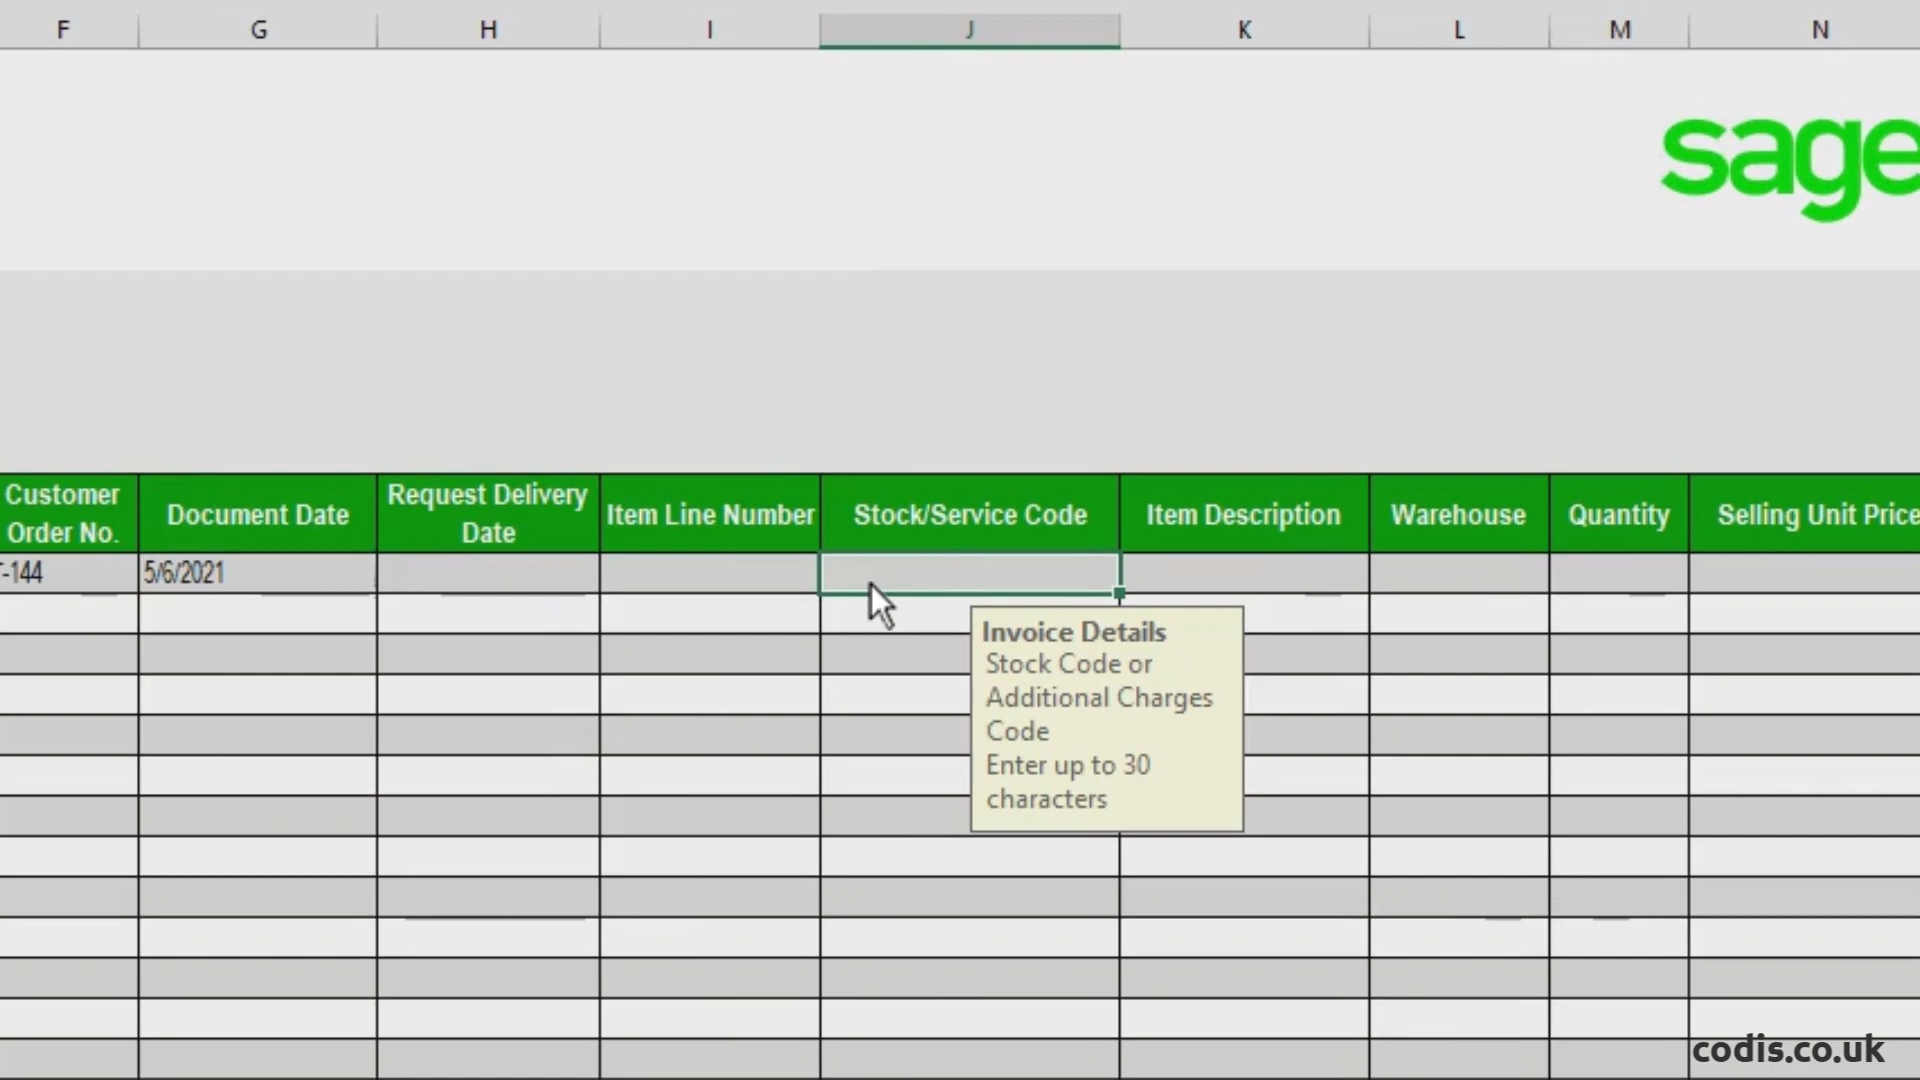 F G H I J K L M N
sage
Customer Order No.
Document Date
Request Delivery Date
Item Line Number
Stock/Service Code
Item Description
Warehouse
Quantity
Selling Unit Price
-144
5/6/2021
Invoice Details
Stock Code or
Additional Charges
Code
Enter up to 30
characters
codis.co.uk